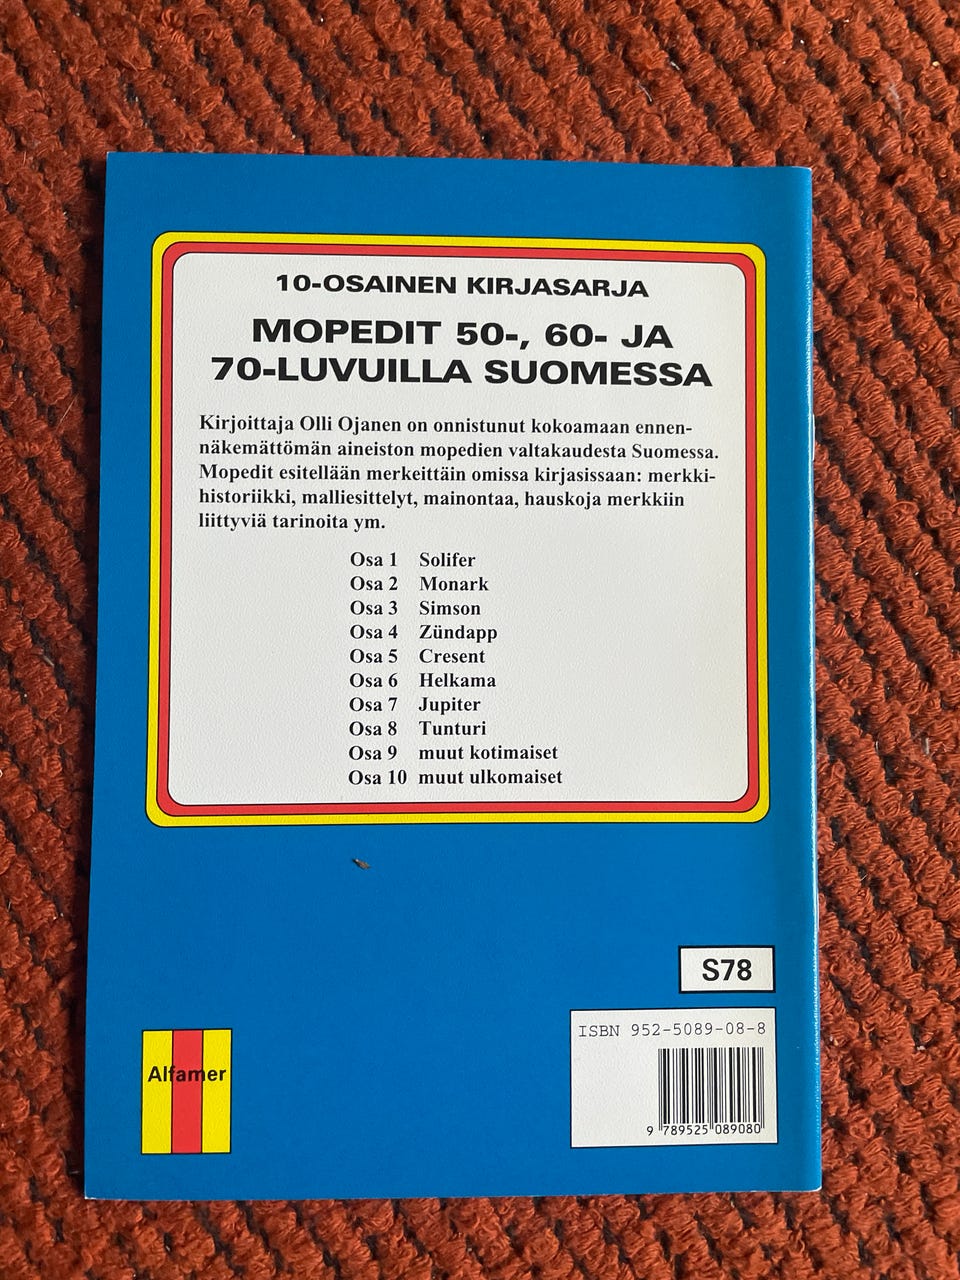 10-OSAINEN KIRJASARJA
MOPEDIT 50-, 60- JA
70-LUVUILLA SUOMESSA
Kirjoittaja Olli Ojanen on onnistunut kokoamaan ennen-
näkemättömän aineiston mopedien valtakaudesta Suomessa.
Mopedit esitellään merkeittäin omissa kirjasissaan: merkki-
historiikki, malliesittelyt, mainontaa, hauskoja merkkiin
liittyviä tarinoita ym.
Osa 1 Solifer
Osa 2 Monark
Osa 3 Simson
Osa 4 Zündapp
Osa 5 Cresent
Osa 6 Helkama
Osa 7 Jupiter
Osa 8 Tunturi
Osa 9 muut kotimaiset
Osa 10 muut ulkomaiset
S78
ISBN 952-5089-08-8
9 789525 089080
Alfamer